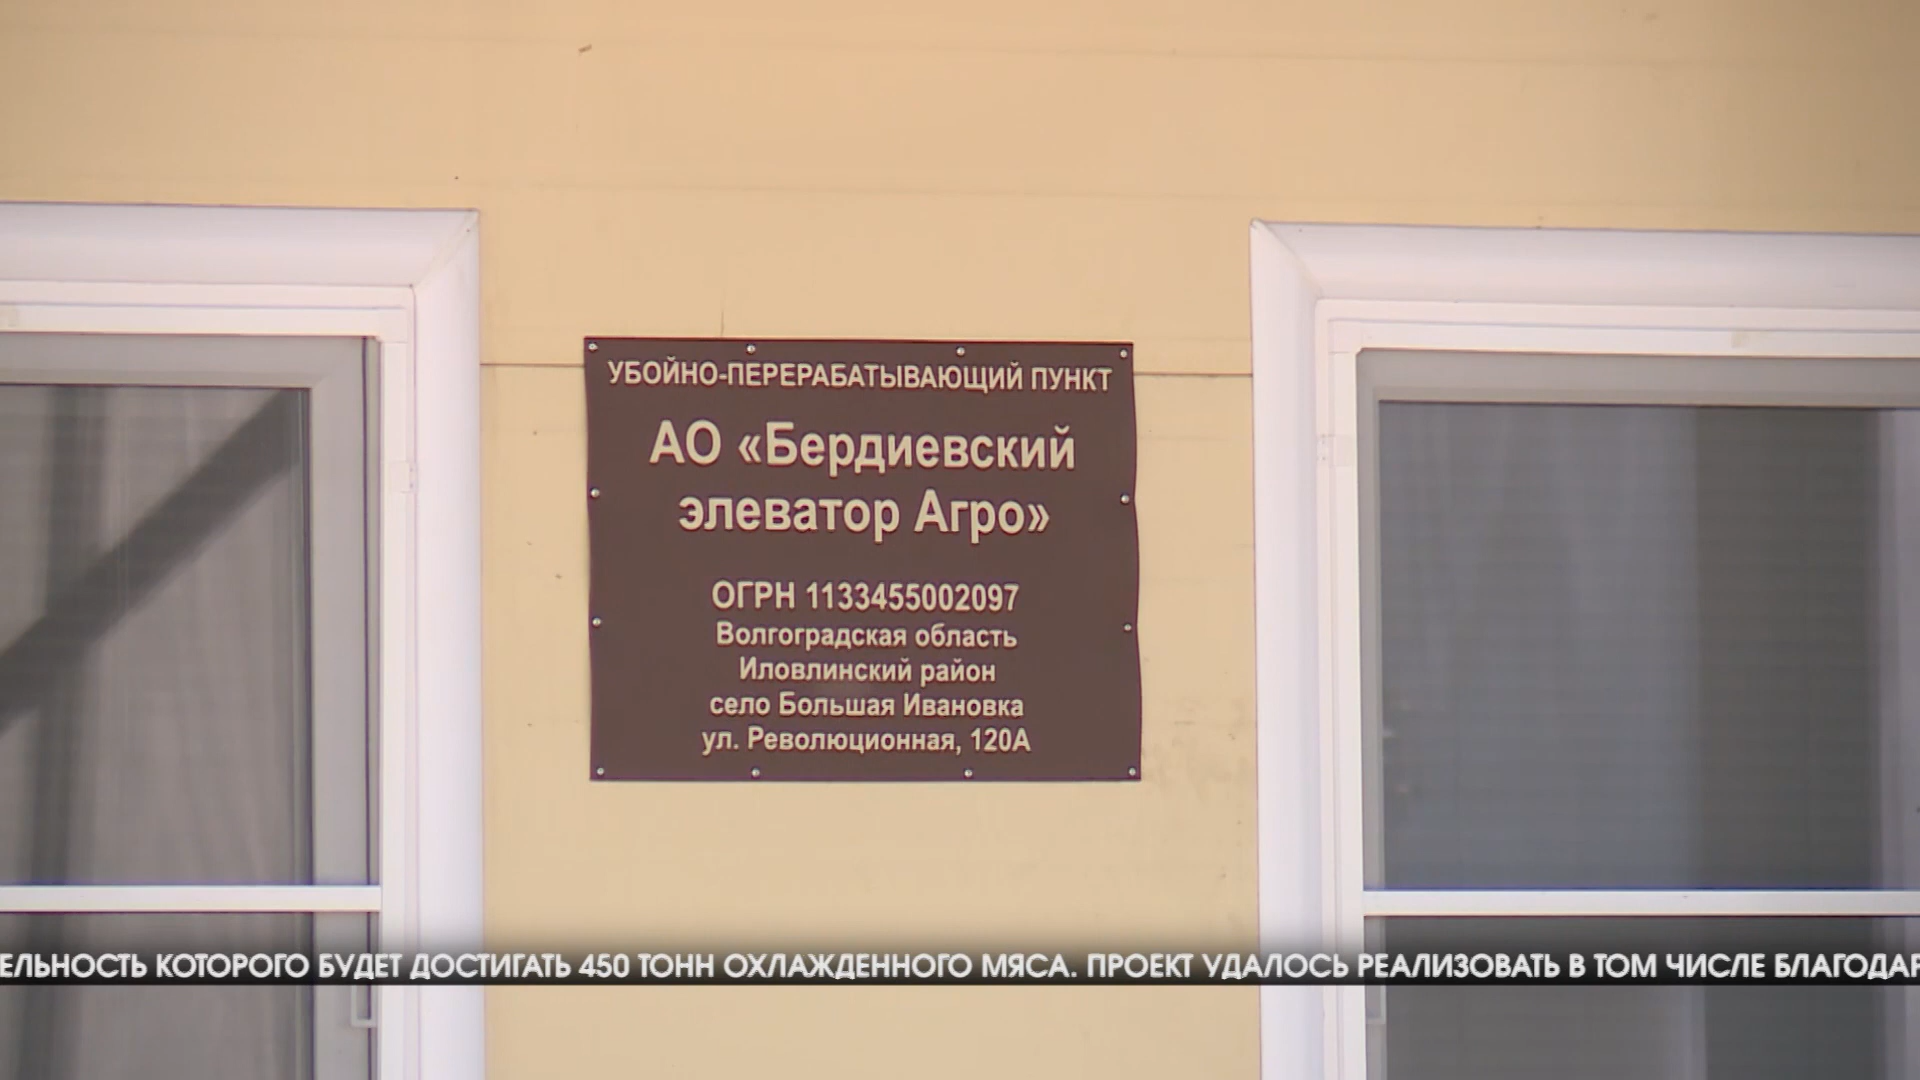 УБОЙНО-ПЕРЕРАБАТЫВАЮЩИЙ ПУНКТ
АО «Бердиевский
элеватор Агро»
ОГРН 1133455002097
Волгоградская область
Иловлинский район
село Большая Ивановка
ул. Революционная, 120А
ЕЛЬНОСТЬ КОТОРОГО БУДЕТ ДОСТИГАТЬ 450 ТОНН ОХЛАЖДЕННОГО МЯСА. ПРОЕКТ УДАЛОСЬ РЕАЛИЗОВАТЬ В ТОМ ЧИСЛЕ БЛАГОДАР